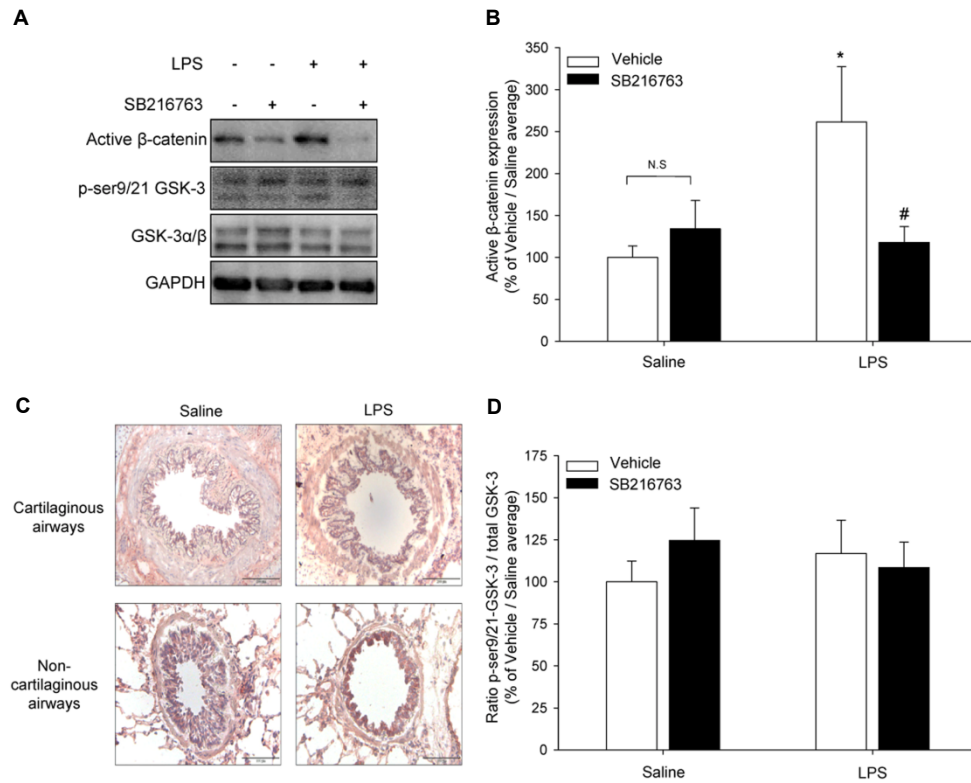 A
LPS - - + +
SB216763 - + - +
Active β-catenin
p-ser9/21 GSK-3
GSK-3α/β
GAPDH
B
Active β-catenin expression
(% of Vehicle / Saline average)
350
300
250
200
150
100
50
0
Vehicle
SB216763
N.S
*
#
Saline LPS
C
Saline LPS
Cartilaginous
airways
Non-
cartilaginous
airways
D
Ratio p-ser9/21-GSK-3 / total GSK-3
(% of Vehicle / Saline average)
175
150
125
100
75
50
25
0
Vehicle
SB216763
Saline LPS